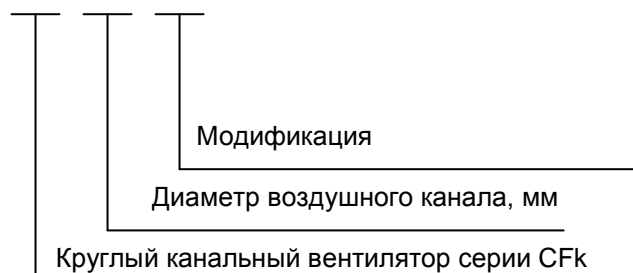 Модификация
Диаметр воздушного канала, мм
Круглый канальный вентилятор серии CFk